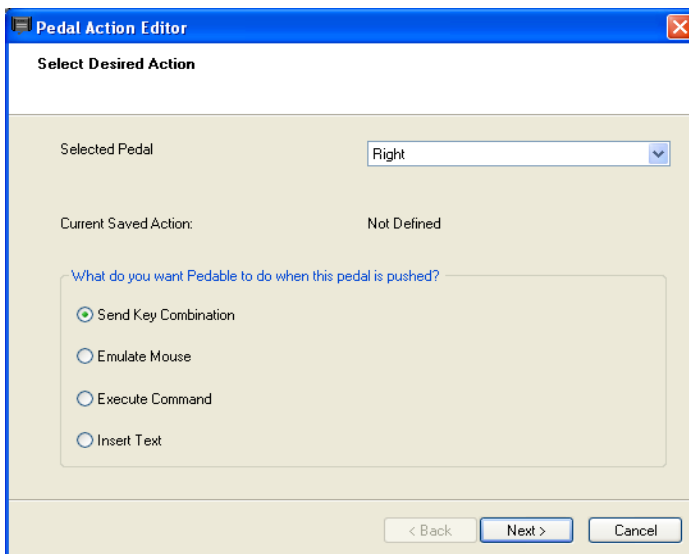 Pedal Action Editor
Select Desired Action
Selected Pedal
Right
Current Saved Action:
Not Defined
What do you want Pedable to do when this pedal is pushed?
Send Key Combination
Emulate Mouse
Execute Command
Insert Text
< Back
Next >
Cancel